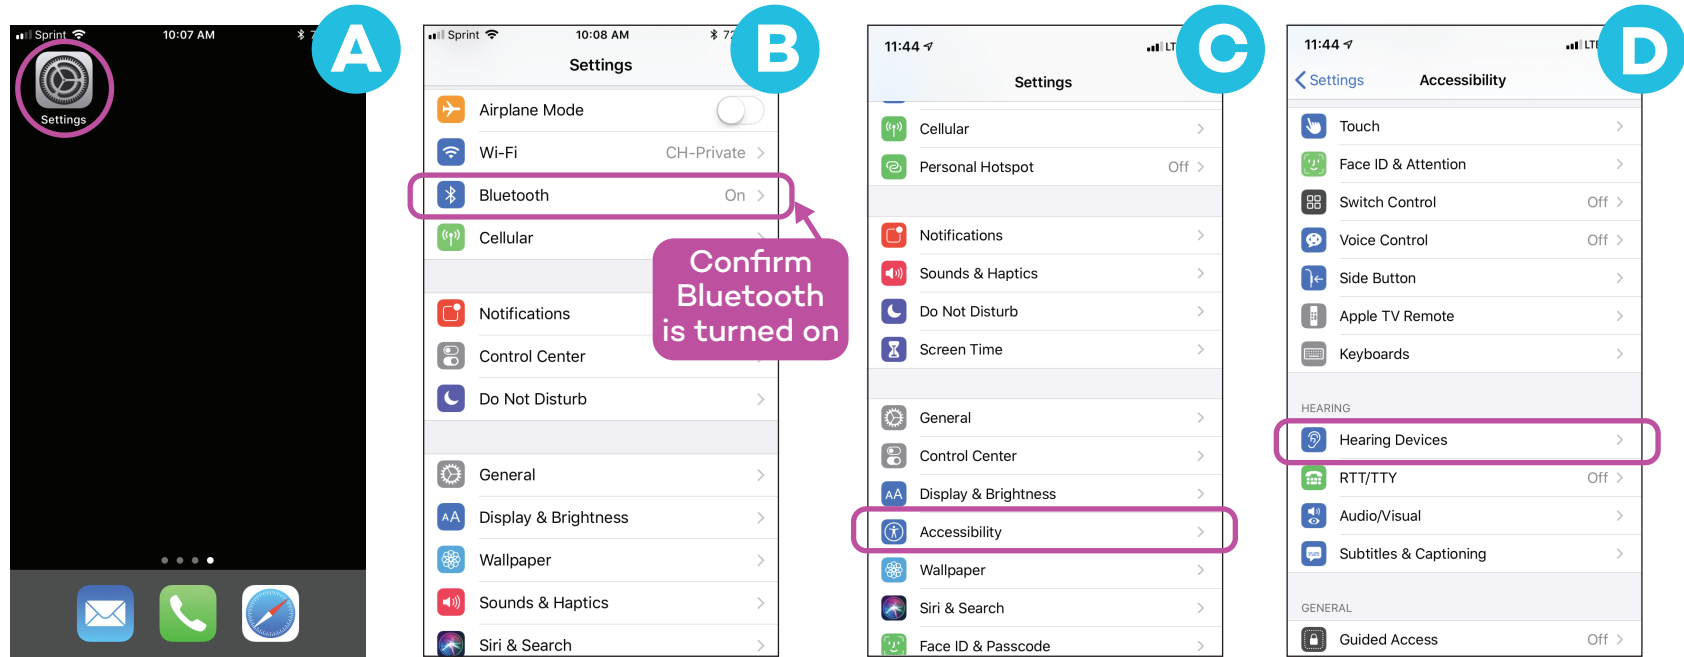 Sprint 10:07 AM
A
Settings
Sprint 10:08 AM
B
Settings
Airplane Mode
Wi-Fi CH-Private
Bluetooth On
Cellular
Confirm
Bluetooth
is turned on
Notifications
Control Center
Do Not Disturb
General
AA Display & Brightness
Wallpaper
Sounds & Haptics
Siri & Search
11:44
C
Settings
Cellular
Personal Hotspot Off
Notifications
Sounds & Haptics
Do Not Disturb
Screen Time
General
Control Center
AA Display & Brightness
Accessibility
Wallpaper
Siri & Search
Face ID & Passcode
11:44
D
Settings Accessibility
Touch
Face ID & Attention
Switch Control Off
Voice Control Off
Side Button
Apple TV Remote
Keyboards
HEARING
Hearing Devices
RTT/TTY Off
Audio/Visual
Subtitles & Captioning
GENERAL
Guided Access Off